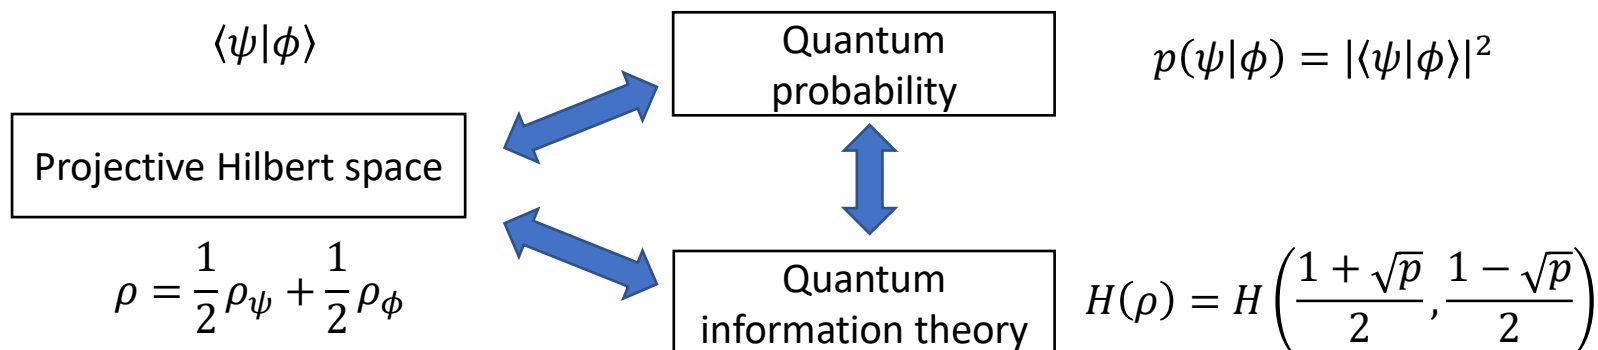 ⟨ψ|ϕ⟩
Quantum
probability
p(ψ|ϕ) = |⟨ψ|ϕ⟩|²
Projective Hilbert space
ρ = 1/2 ρ_ψ + 1/2 ρ_ϕ
Quantum
information theory
H(ρ) = H((1 + √p)/2, (1 − √p)/2)